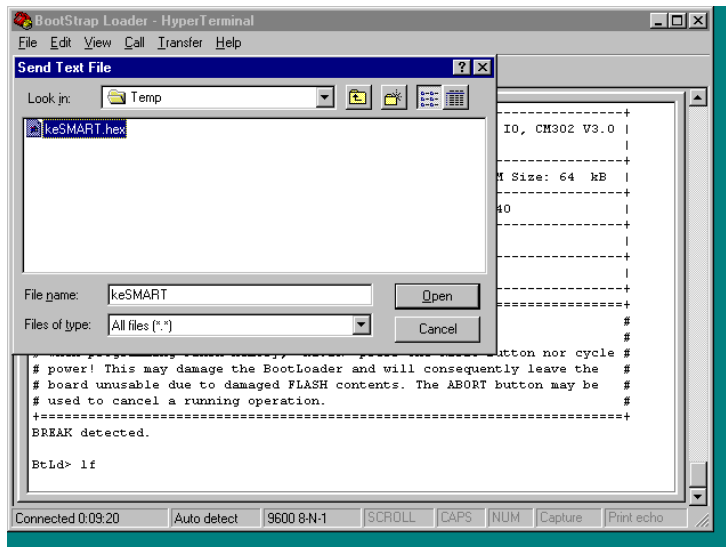 BootStrap Loader - HyperTerminal
File Edit View Call Transfer Help
Send Text File
Look in: Temp
keSMART.hex
File name: keSMART
Open
Files of type: All files (*.*)
Cancel
IO, CM302 V3.0 |
M Size: 64 kB |
40 |
button nor cycle #
# power! This may damage the BootLoader and will consequently leave the #
# board unusable due to damaged FLASH contents. The ABORT button may be #
# used to cancel a running operation. #
BREAK detected.
BtLd> lf
Connected 0:09:20 Auto detect 9600 8-N-1 SCROLL CAPS NUM Capture Print echo